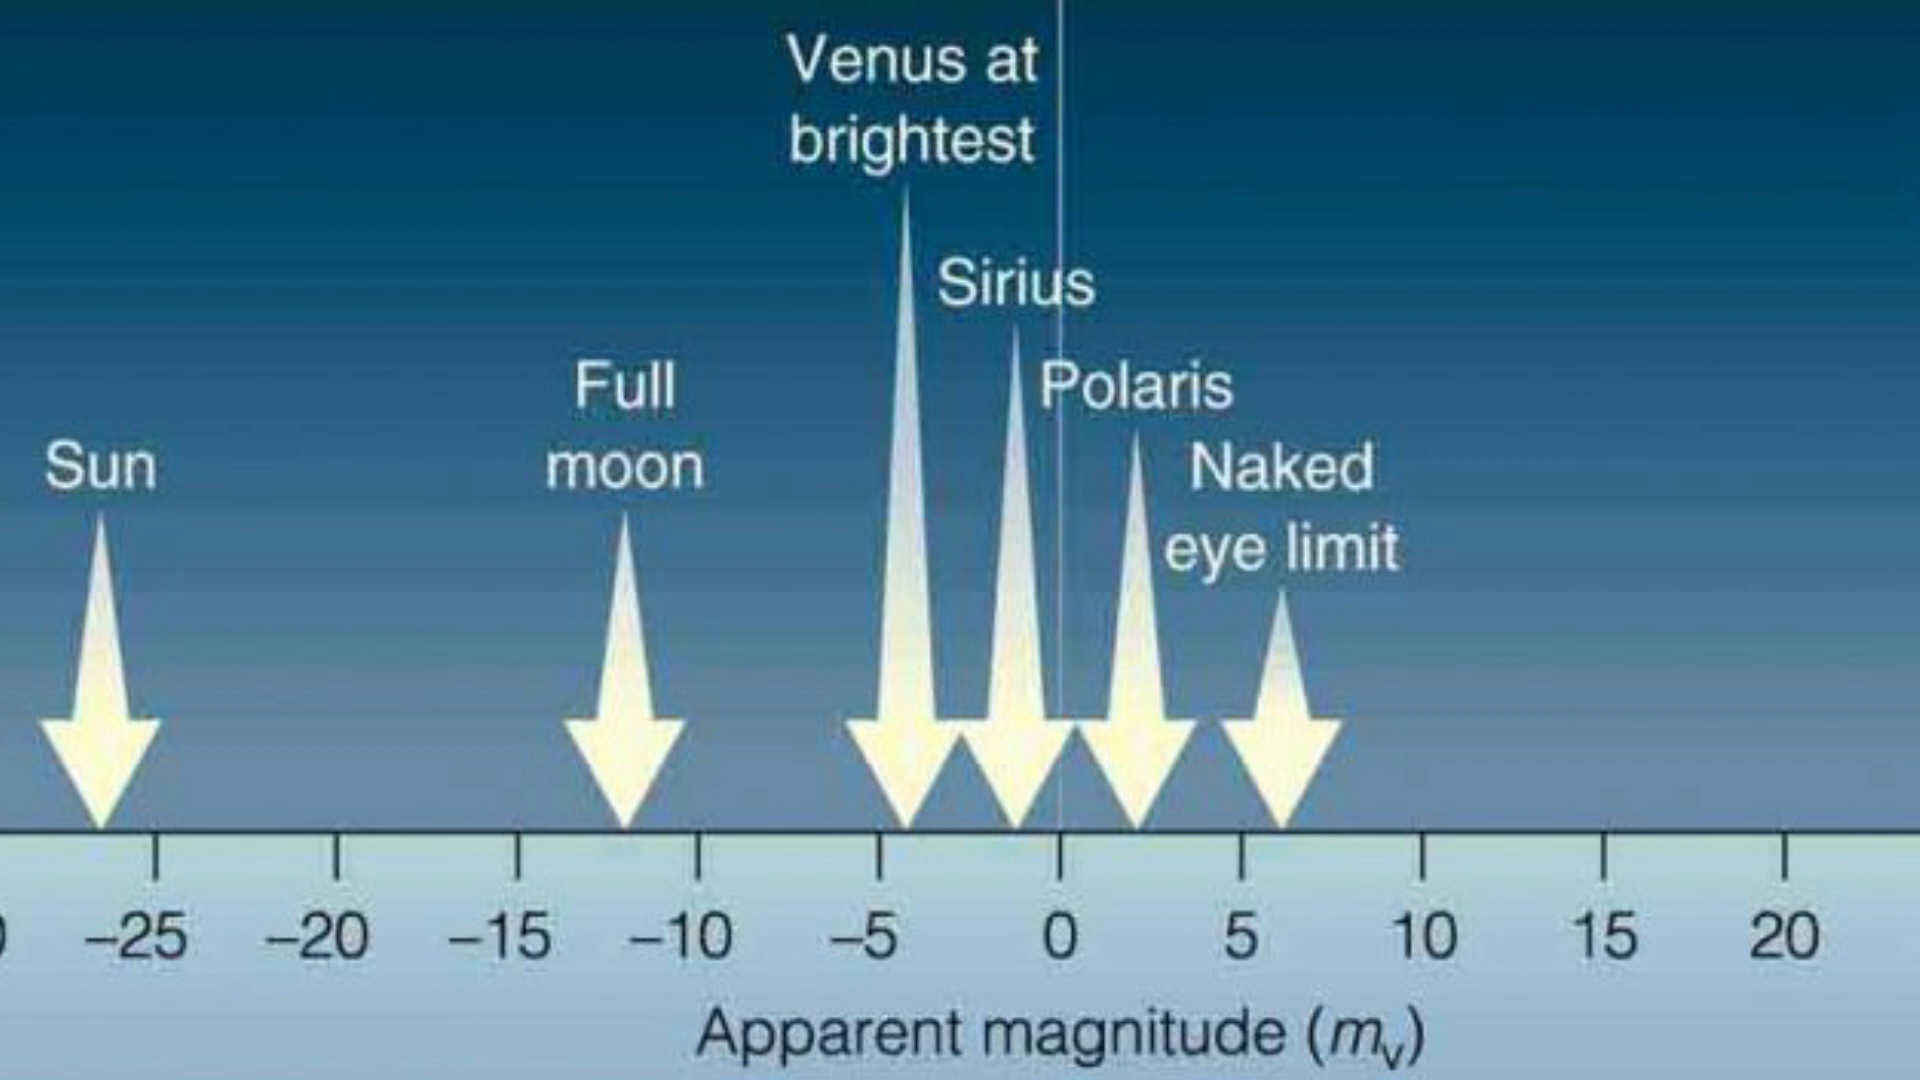 Venus at
brightest
Sirius
Full
moon
Polaris
Sun
Naked
eye limit
–25 –20 –15 –10 –5 0 5 10 15 20
Apparent magnitude (mv)